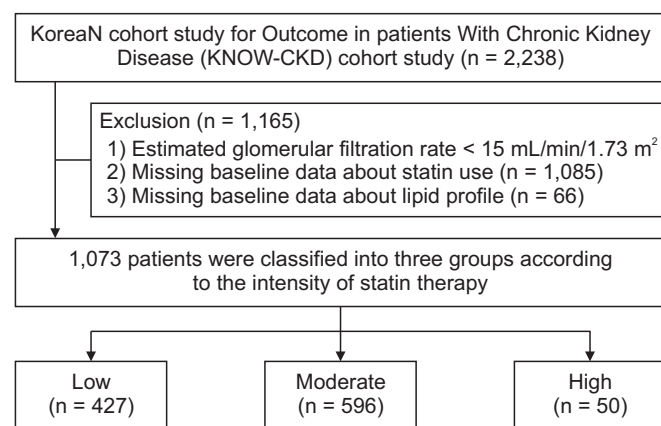 KoreaN cohort study for Outcome in patients With Chronic Kidney
Disease (KNOW-CKD) cohort study (n = 2,238)
Exclusion (n = 1,165)
1) Estimated glomerular filtration rate < 15 mL/min/1.73 m²
2) Missing baseline data about statin use (n = 1,085)
3) Missing baseline data about lipid profile (n = 66)
1,073 patients were classified into three groups according
to the intensity of statin therapy
Low
(n = 427)
Moderate
(n = 596)
High
(n = 50)